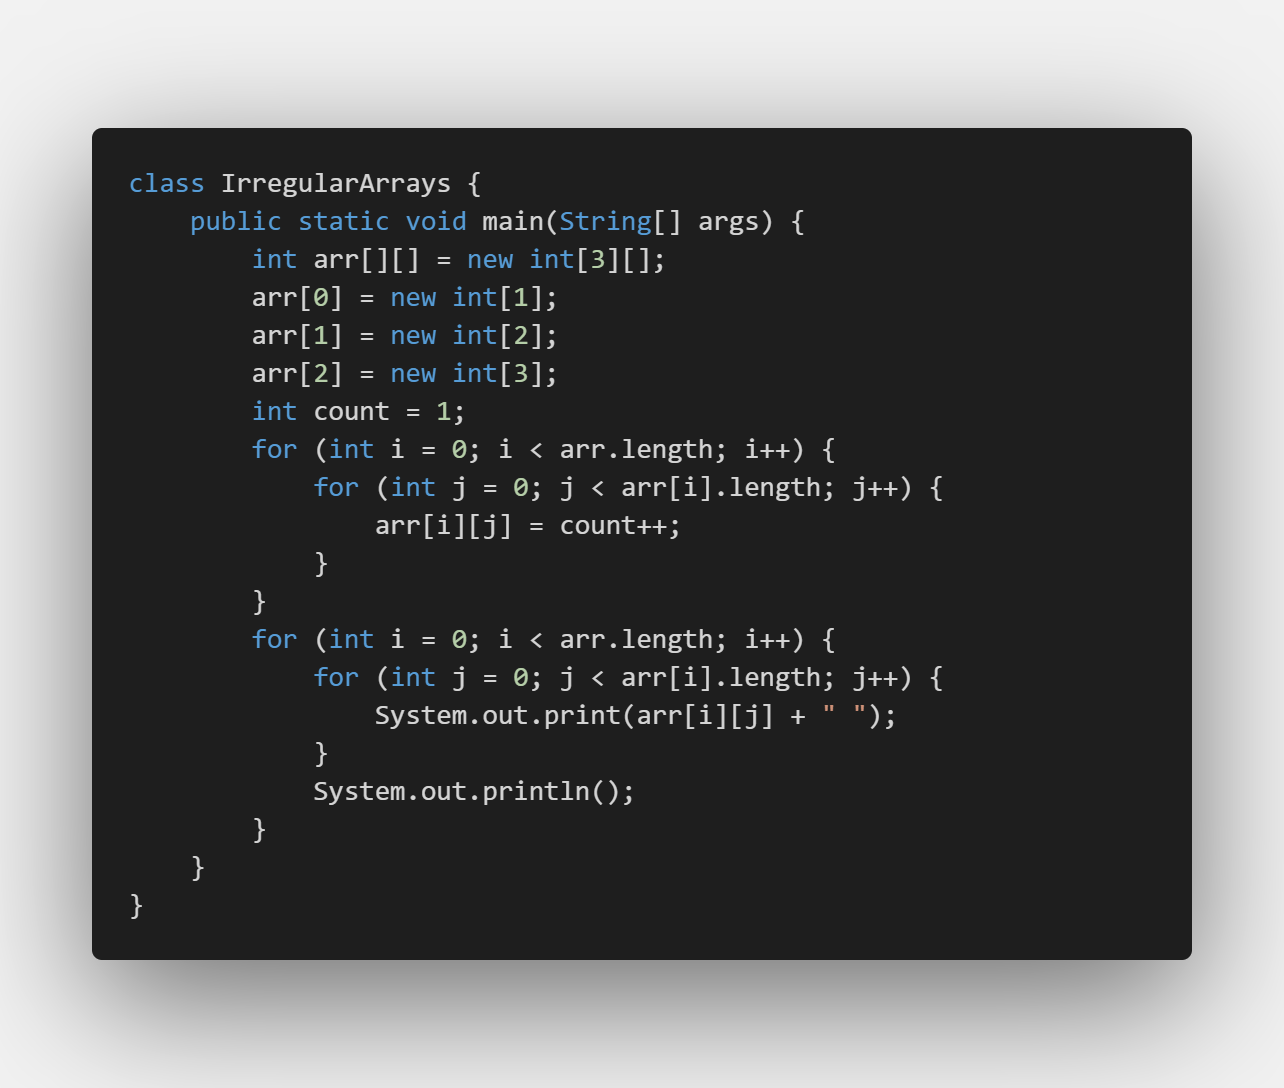 class IrregularArrays {
    public static void main(String[] args) {
        int arr[][] = new int[3][];
        arr[0] = new int[1];
        arr[1] = new int[2];
        arr[2] = new int[3];
        int count = 1;
        for (int i = 0; i < arr.length; i++) {
            for (int j = 0; j < arr[i].length; j++) {
                arr[i][j] = count++;
            }
        }
        for (int i = 0; i < arr.length; i++) {
            for (int j = 0; j < arr[i].length; j++) {
                System.out.print(arr[i][j] + " ");
            }
            System.out.println();
        }
    }
}